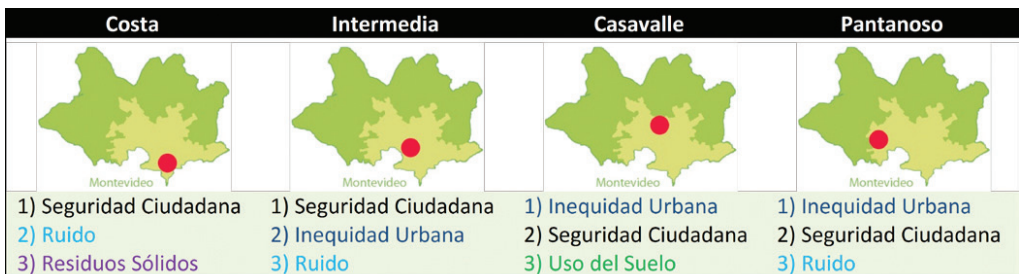 Costa
Intermedia
Casavalle
Pantanoso
Montevideo
Montevideo
Montevideo
Montevideo
1) Seguridad Ciudadana
2) Ruido
3) Residuos Sólidos
1) Seguridad Ciudadana
2) Inequidad Urbana
3) Ruido
1) Inequidad Urbana
2) Seguridad Ciudadana
3) Uso del Suelo
1) Inequidad Urbana
2) Seguridad Ciudadana
3) Ruido